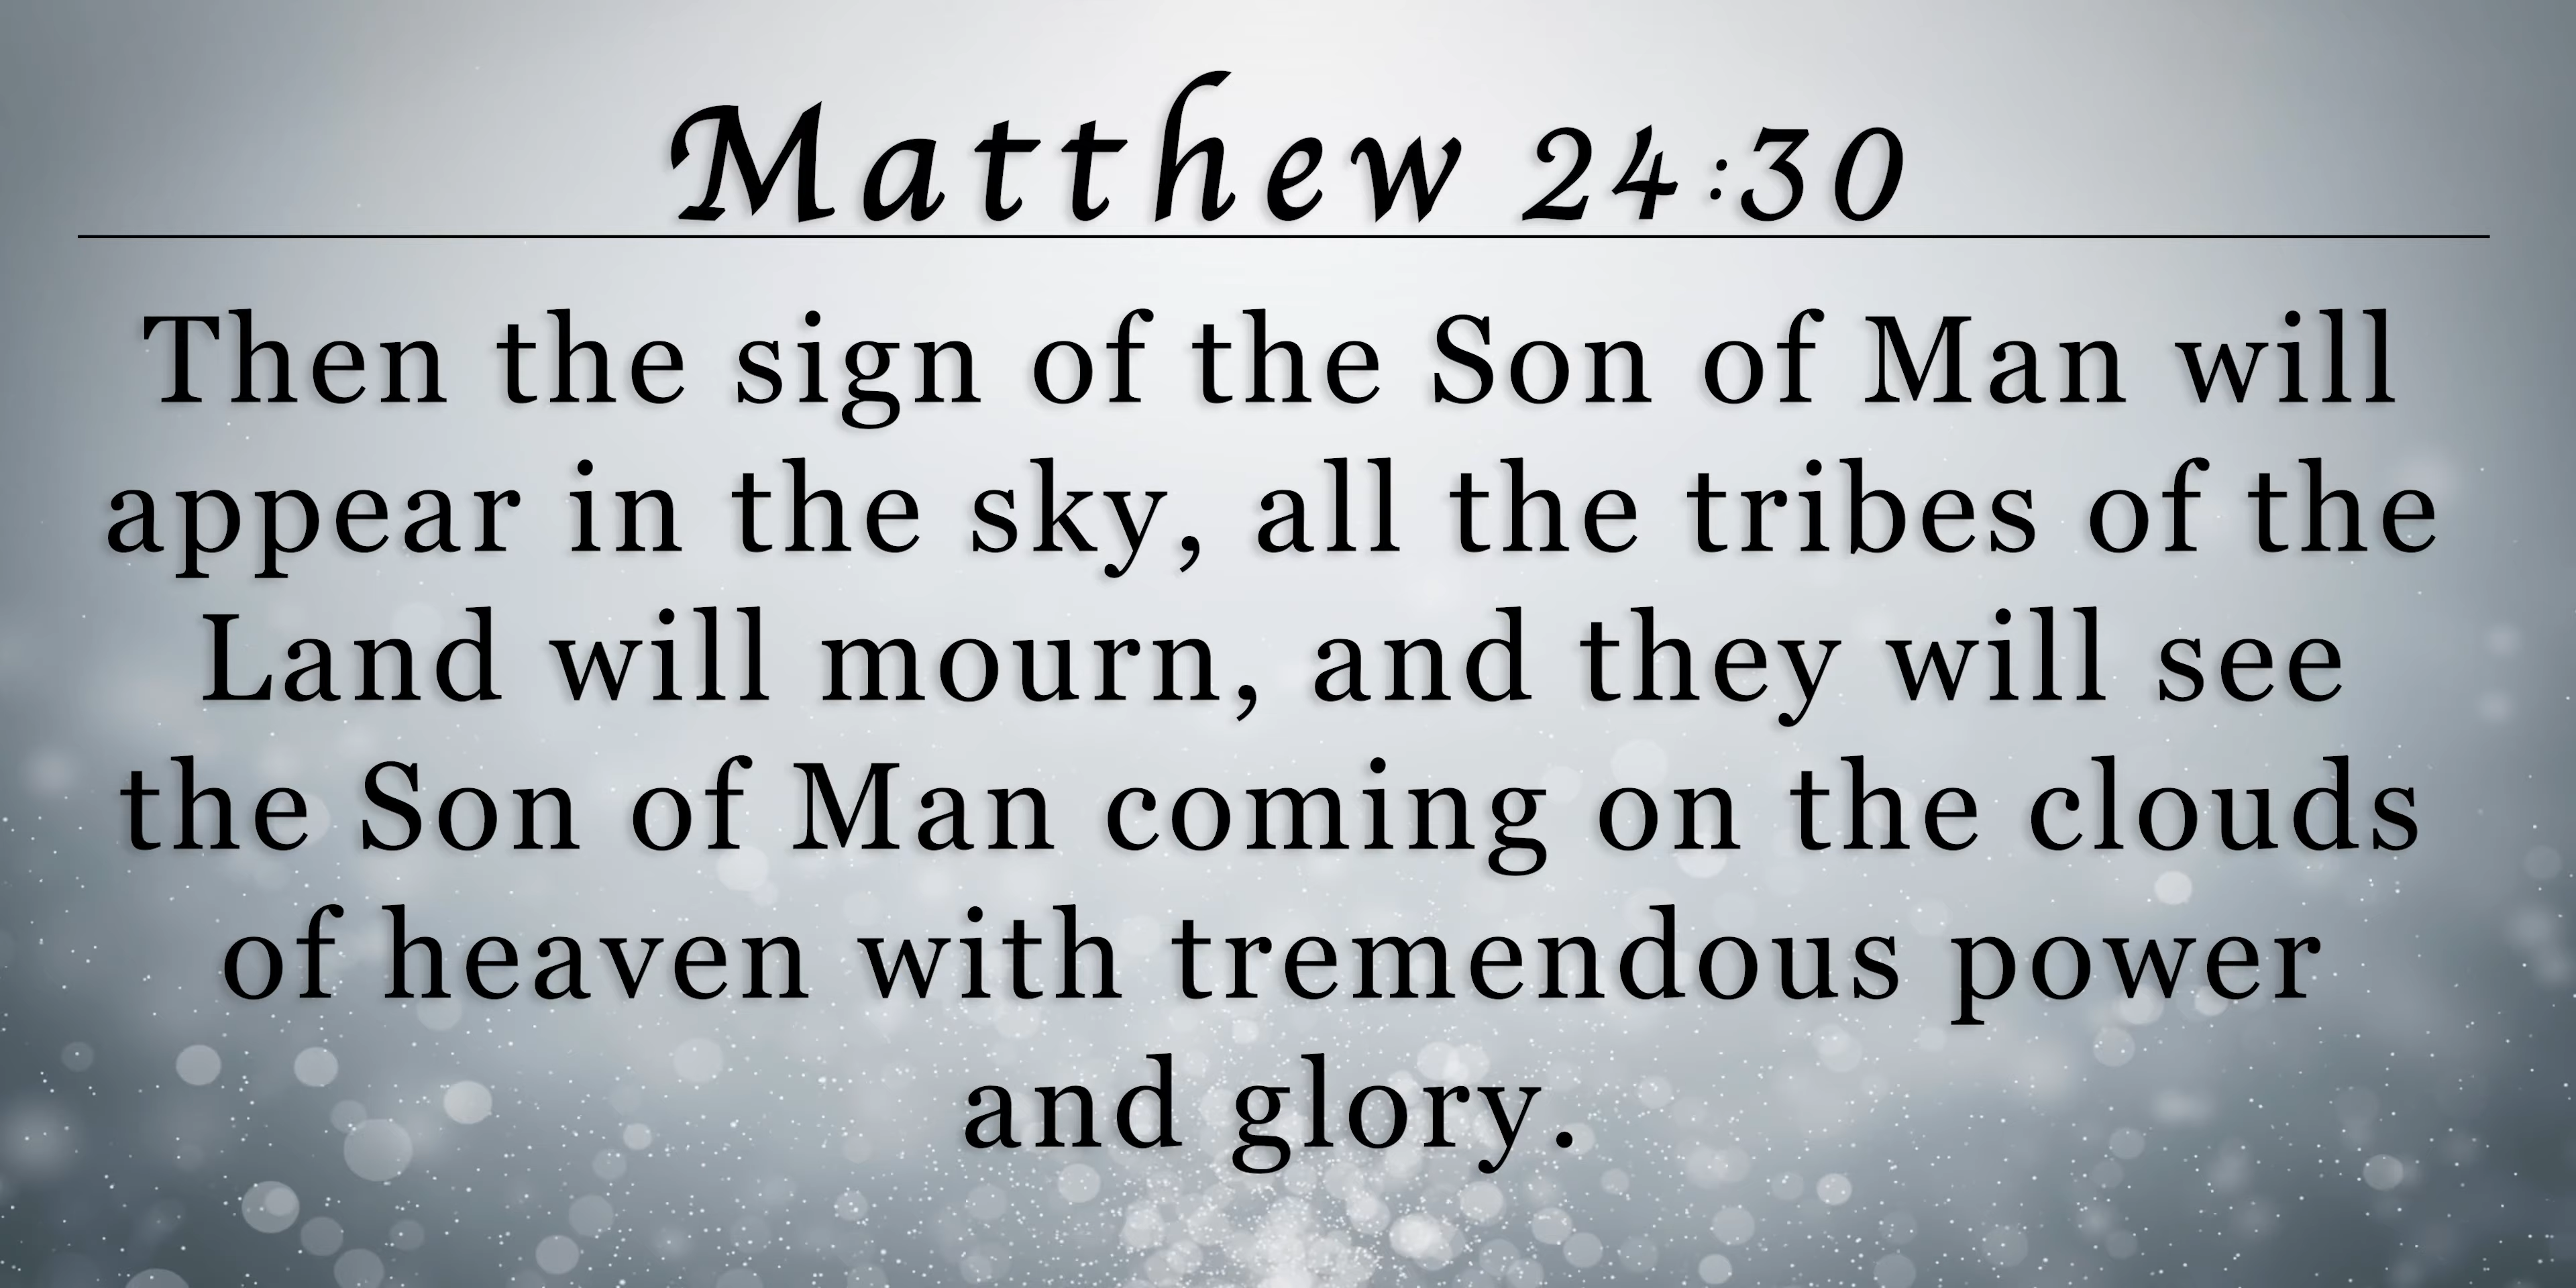 Matthew 24:30
Then the sign of the Son of Man will
appear in the sky, all the tribes of the
Land will mourn, and they will see
the Son of Man coming on the clouds
of heaven with tremendous power
and glory.